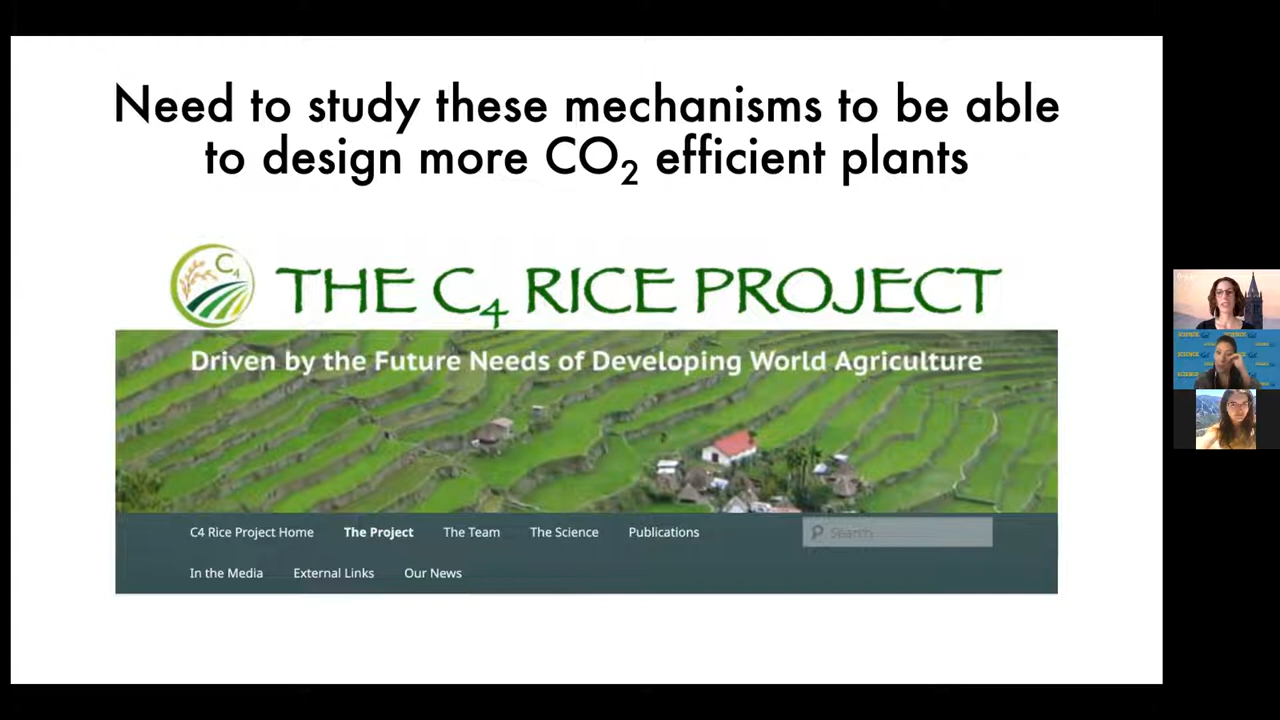 Need to study these mechanisms to be able
to design more CO₂ efficient plants
C₄
THE C₄ RICE PROJECT
Driven by the Future Needs of Developing World Agriculture
C4 Rice Project Home The Project The Team The Science Publications
Search
In the Media External Links Our News